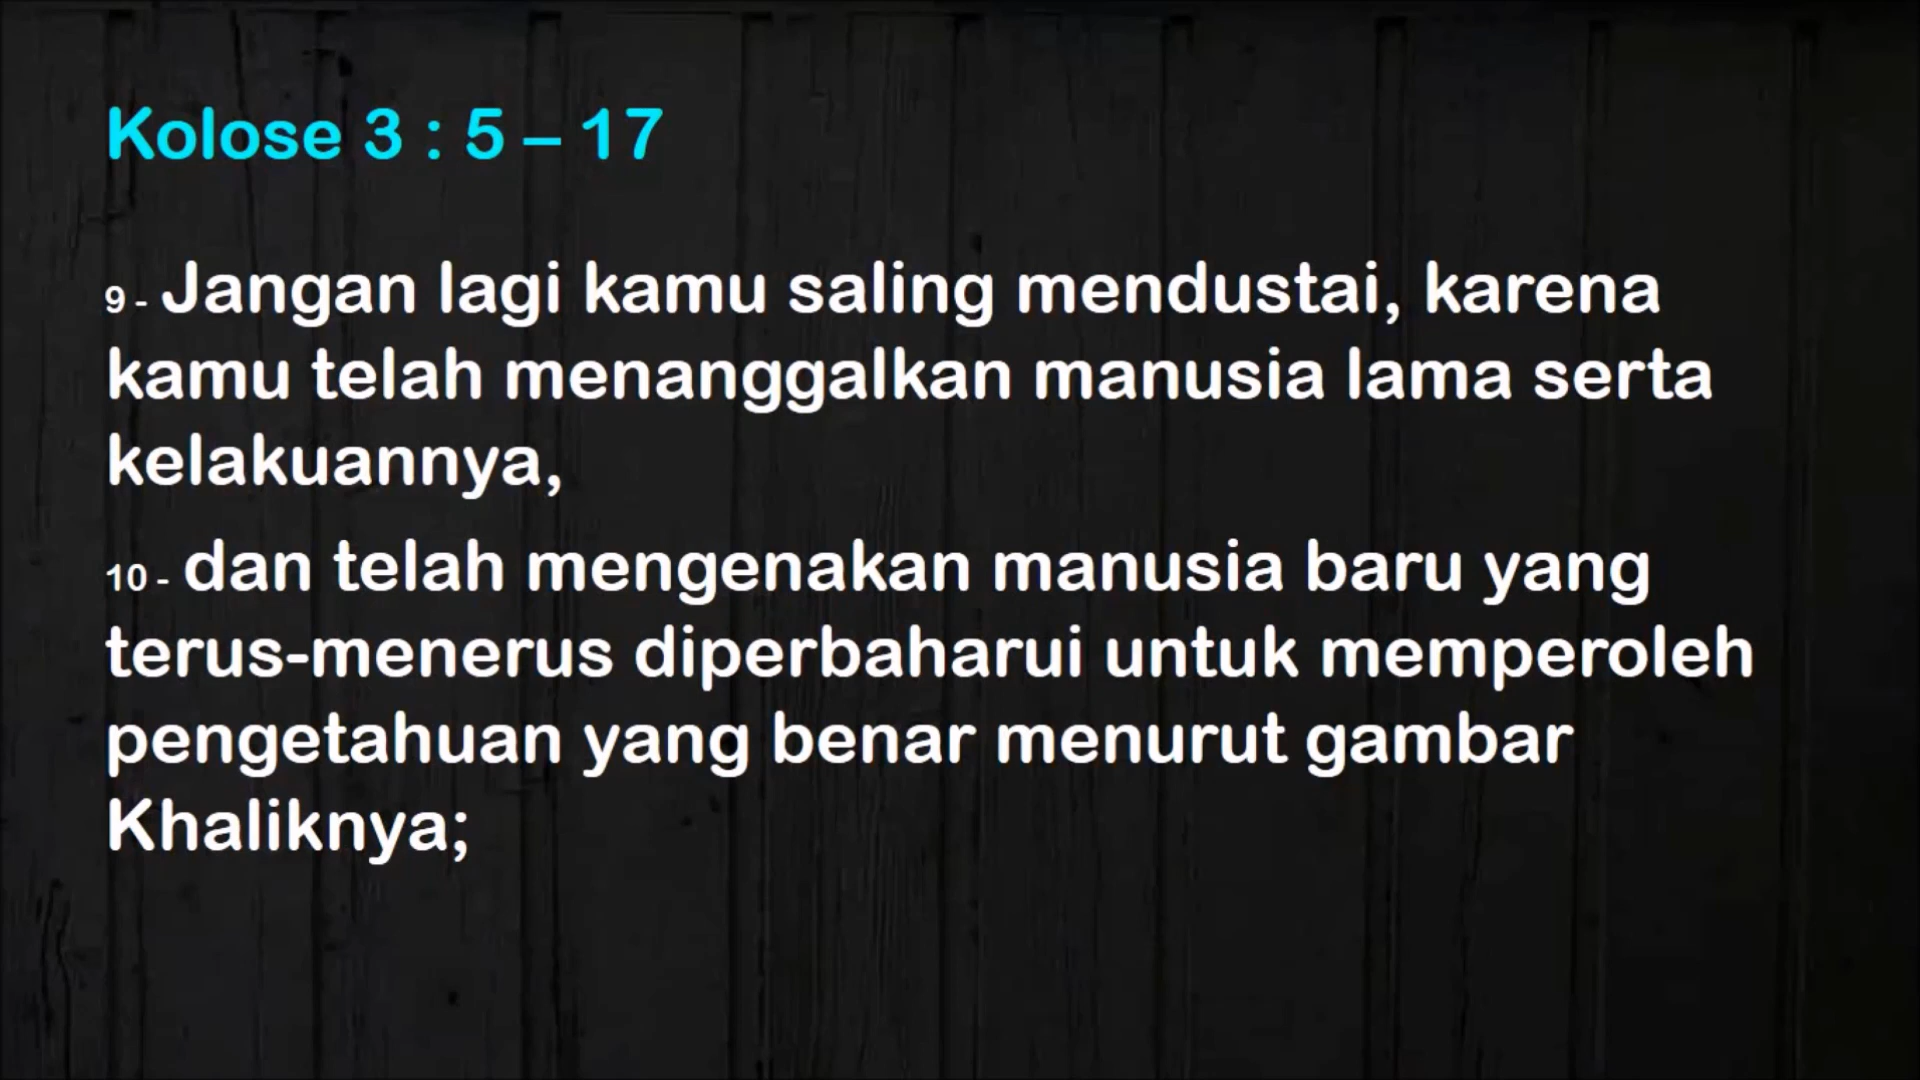 Kolose 3 : 5 – 17
9 - Jangan lagi kamu saling mendustai, karena
kamu telah menanggalkan manusia lama serta
kelakuannya,
10 - dan telah mengenakan manusia baru yang
terus-menerus diperbaharui untuk memperoleh
pengetahuan yang benar menurut gambar
Khaliknya;